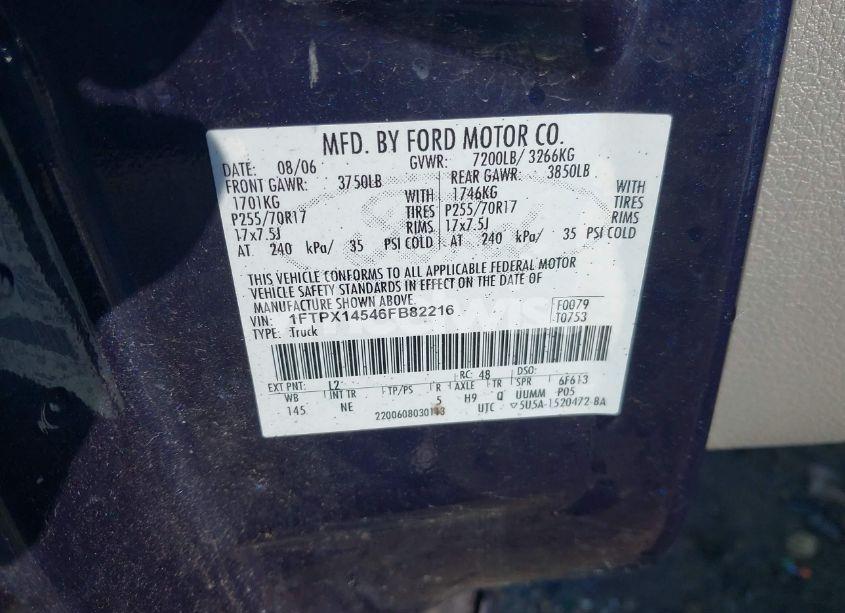 MFD. BY FORD MOTOR CO.
DATE: 08/06 GVWR: 7200LB/ 3266KG
FRONT GAWR: 3750LB REAR GAWR: 3850LB
1701KG WITH 1746KG WITH
P255/70R17 TIRES P255/70R17 TIRES
17x7.5J RIMS 17x7.5J RIMS
AT 240 kPa/ 35 PSI COLD AT 240 kPa/ 35 PSI COLD
THIS VEHICLE CONFORMS TO ALL APPLICABLE FEDERAL MOTOR
VEHICLE SAFETY STANDARDS IN EFFECT ON THE DATE OF
MANUFACTURE SHOWN ABOVE.
VIN: 1FTPX14546FB82216 F0079
TYPE: Truck T0753
EXT PNT: L2 RC: 48 DSO:
WB INT TR TP/PS R AXLE TR SPR 6F613
145 NE 5 H9 Q UUMM P05
2200608030113 UTC ▽5U5A-1520472-BA